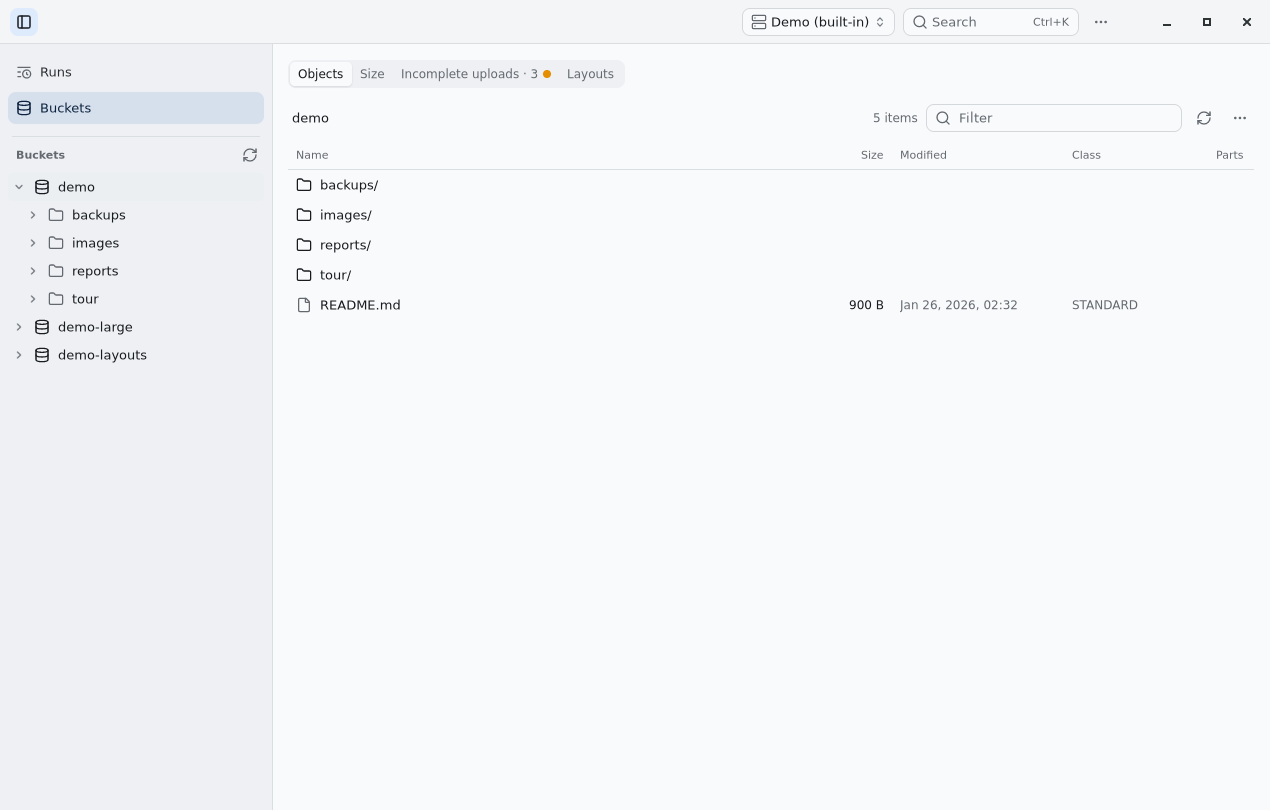 Demo (built-in)
Search
Ctrl+K
Runs
Buckets
Buckets
demo
backups
images
reports
tour
demo-large
demo-layouts
Objects
Size
Incomplete uploads · 3
Layouts
demo
5 items
Filter
Name Size Modified Class Parts
backups/
images/
reports/
tour/
README.md 900 B Jan 26, 2026, 02:32 STANDARD